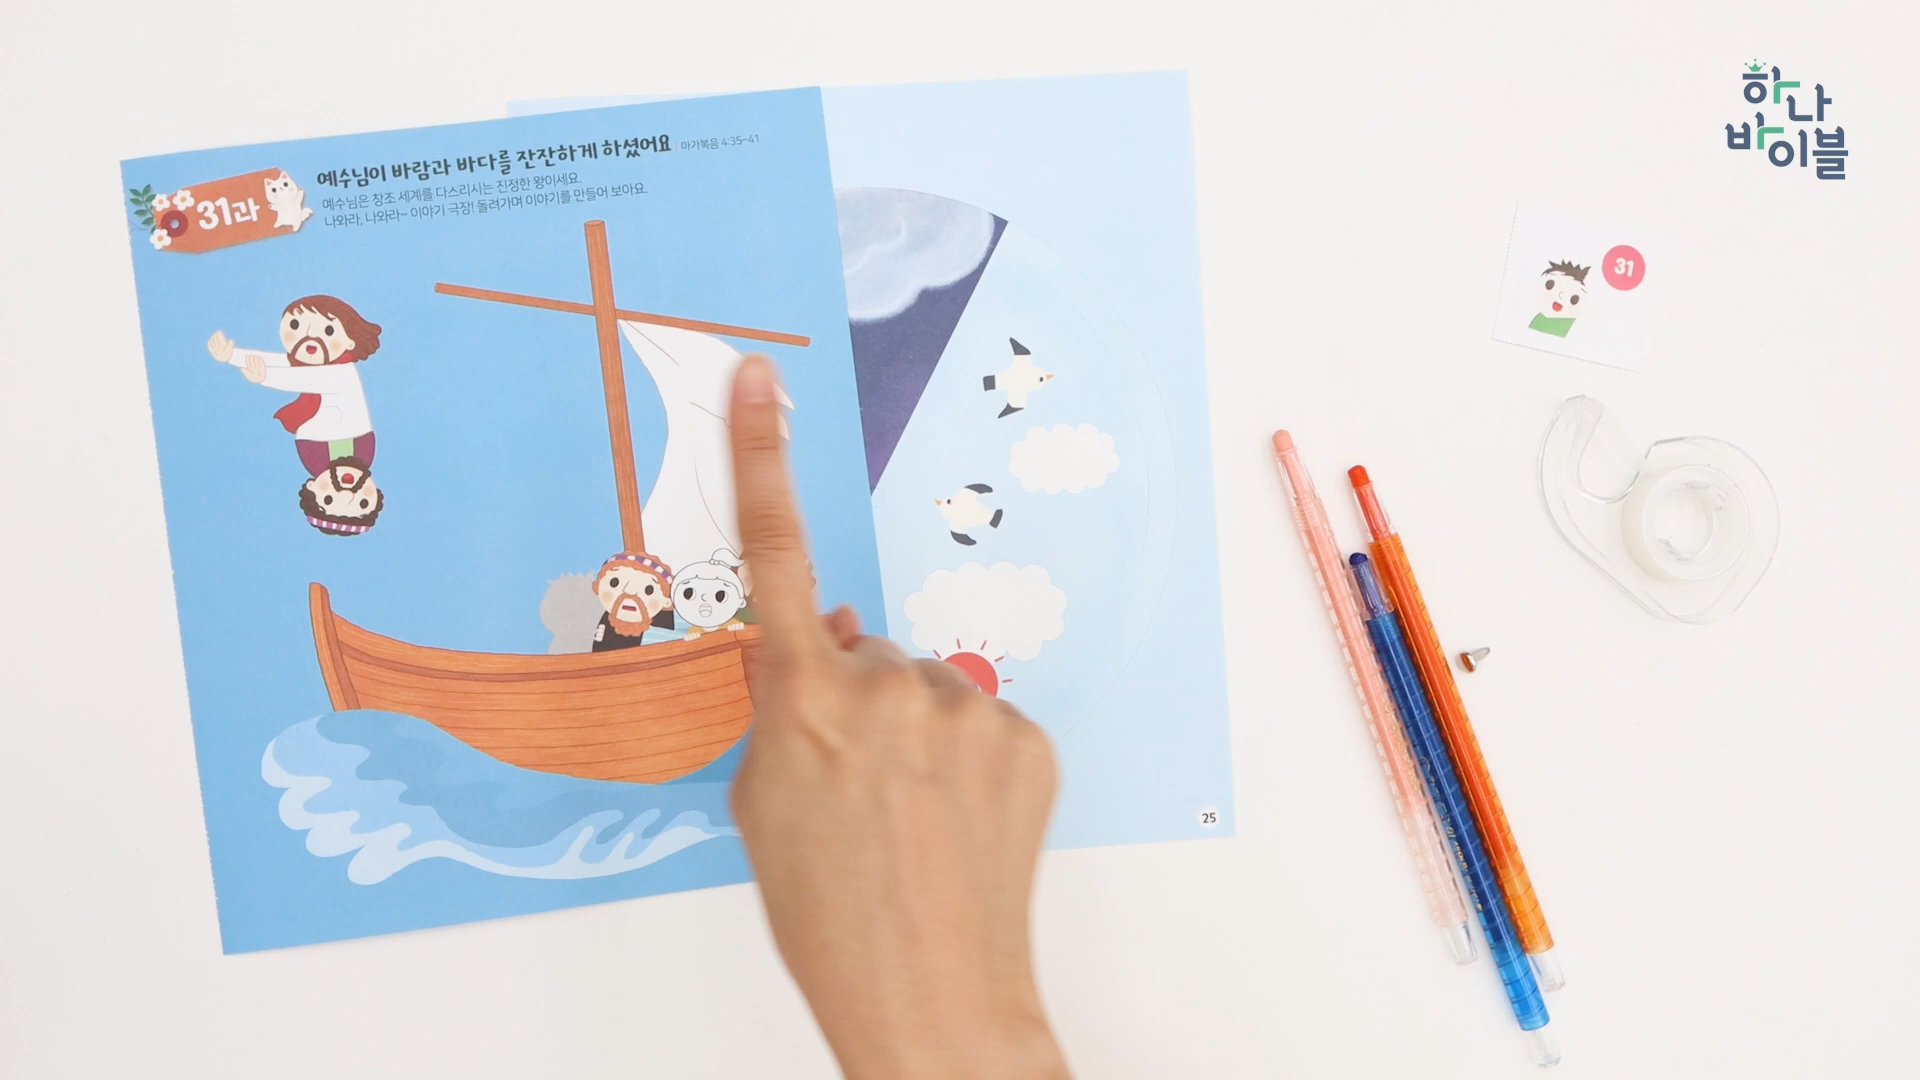 하나
바이블
31과
예수님이 바람과 바다를 잔잔하게 하셨어요 | 마가복음 4:35~41
예수님은 창조 세계를 다스리시는 진정한 왕이세요.
나와라, 나와라~ 이야기 극장! 돌려가며 이야기를 만들어 보아요.
31
25